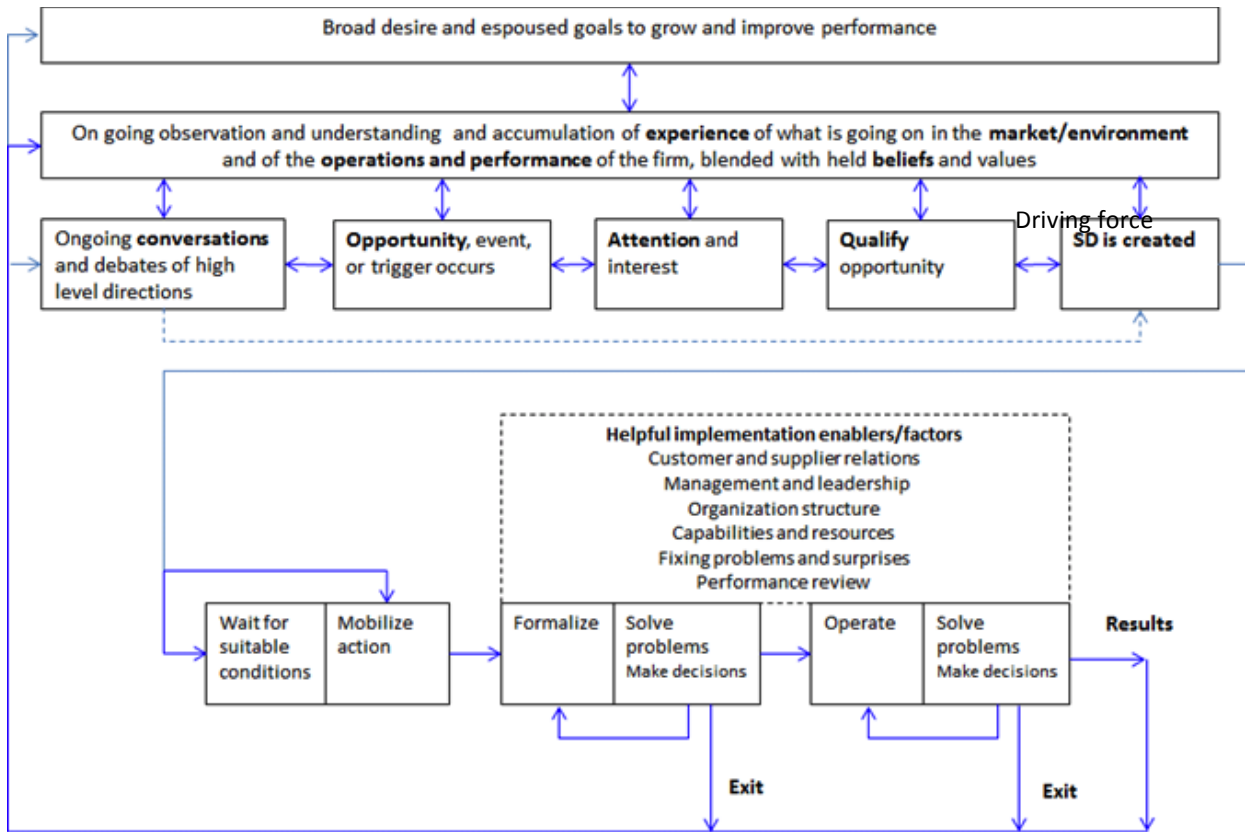 Broad desire and espoused goals to grow and improve performance
On going observation and understanding and accumulation of experience of what is going on in the market/environment
and of the operations and performance of the firm, blended with held beliefs and values
Ongoing conversations
and debates of high
level directions
Opportunity, event,
or trigger occurs
Attention and
interest
Qualify
opportunity
Driving force
SD is created
Helpful implementation enablers/factors
Customer and supplier relations
Management and leadership
Organization structure
Capabilities and resources
Fixing problems and surprises
Performance review
Wait for
suitable
conditions
Mobilize
action
Formalize
Solve
problems
Make decisions
Operate
Solve
problems
Make decisions
Results
Exit
Exit